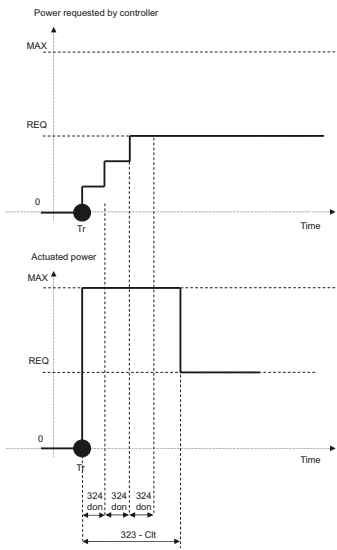 Power requested by controller
MAX
REQ
0
Tr
Time
Actuated power
MAX
REQ
0
Tr
Time
324 324 324
don don don
323 - Clt